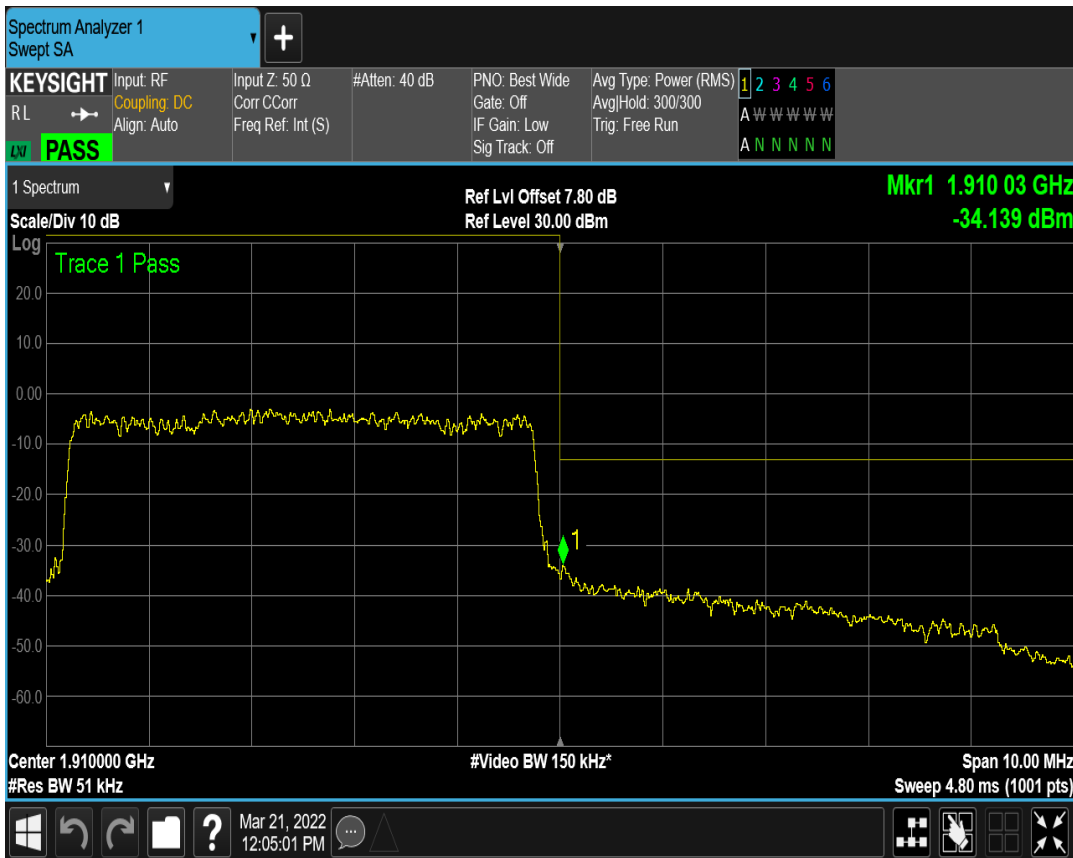 Spectrum Analyzer 1
Swept SA
+
KEYSIGHT
R L
LXI PASS
Input: RF
Coupling: DC
Align: Auto
Input Z: 50 Ω
Corr CCorr
Freq Ref: Int (S)
#Atten: 40 dB
PNO: Best Wide
Gate: Off
IF Gain: Low
Sig Track: Off
Avg Type: Power (RMS)
Avg|Hold: 300/300
Trig: Free Run
1 2 3 4 5 6
A W W W W W
A N N N N N
1 Spectrum
Scale/Div 10 dB
Ref Lvl Offset 7.80 dB
Ref Level 30.00 dBm
Mkr1 1.910 03 GHz
-34.139 dBm
Log
Trace 1 Pass
20.0
10.0
0.00
-10.0
-20.0
-30.0
1
-40.0
-50.0
-60.0
Center 1.910000 GHz
#Res BW 51 kHz
#Video BW 150 kHz*
Span 10.00 MHz
Sweep 4.80 ms (1001 pts)
?
Mar 21, 2022
12:05:01 PM